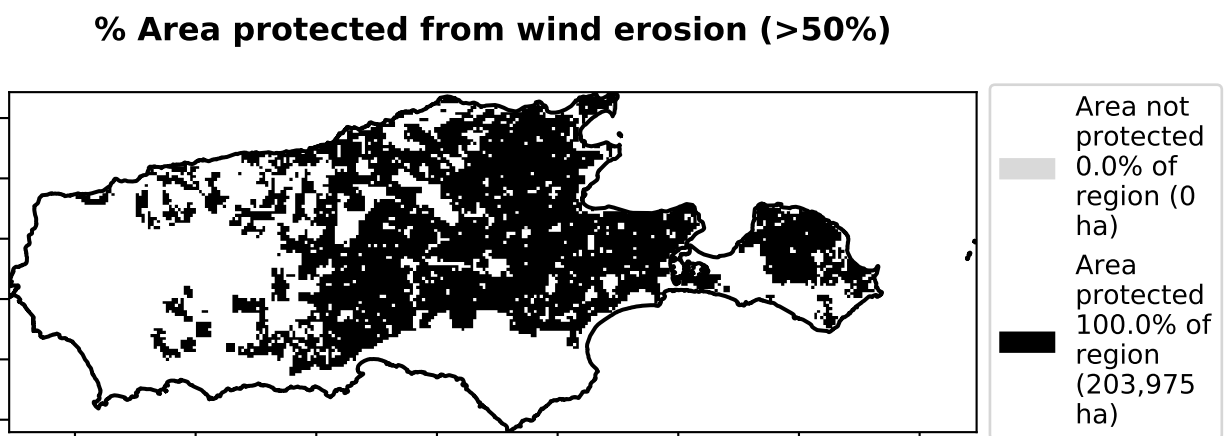 % Area protected from wind erosion (>50%)
Area not
protected
0.0% of
region (0
ha)
Area
protected
100.0% of
region
(203,975
ha)